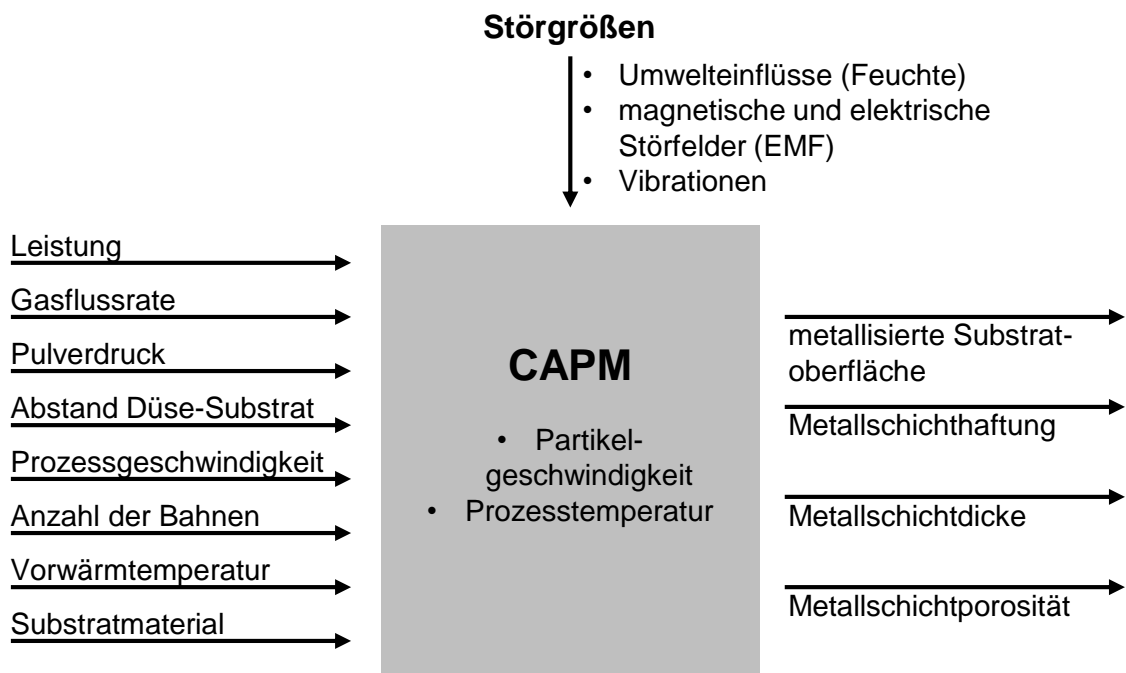 Störgrößen
• Umwelteinflüsse (Feuchte)
• magnetische und elektrische
Störfelder (EMF)
• Vibrationen
Leistung
Gasflussrate
Pulverdruck
Abstand Düse-Substrat
Prozessgeschwindigkeit
Anzahl der Bahnen
Vorwärmtemperatur
Substratmaterial
CAPM
• Partikel-
geschwindigkeit
• Prozesstemperatur
metallisierte Substrat-
oberfläche
Metallschichthaftung
Metallschichtdicke
Metallschichtporosität